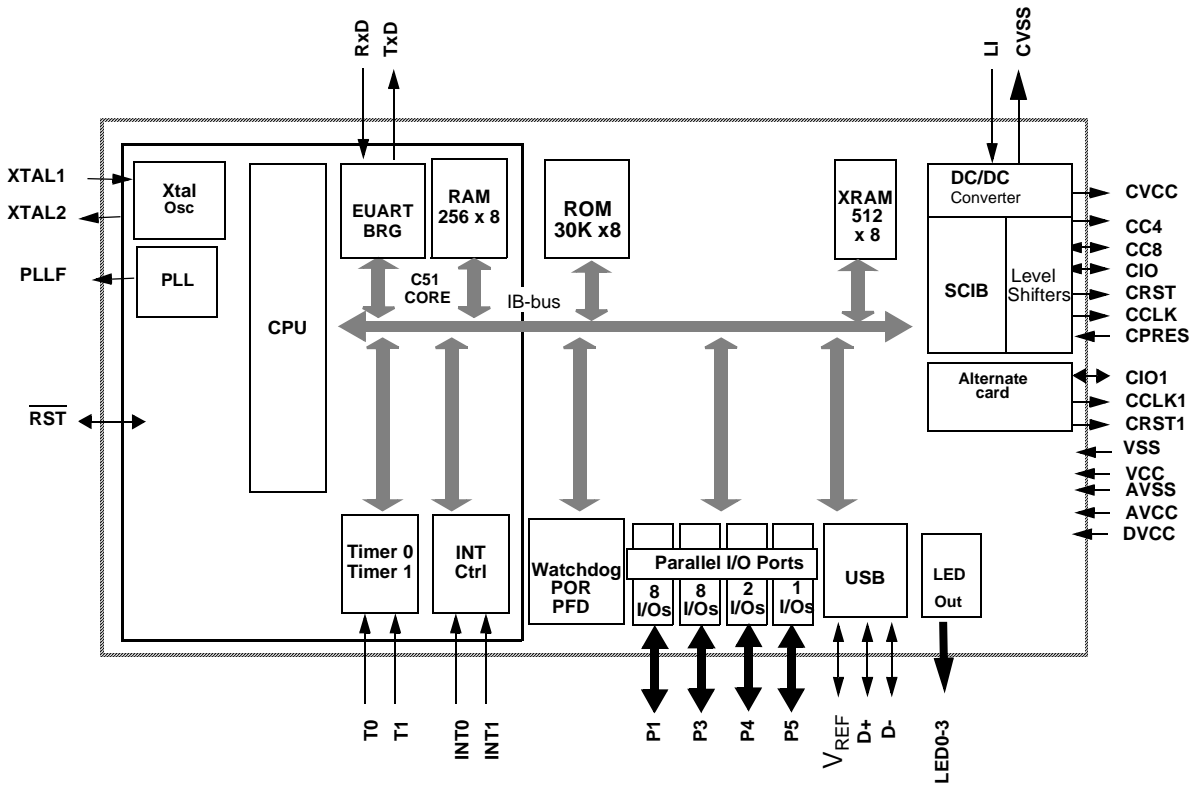 RxD
TxD
LI
CVSS
XTAL1
XTAL2
PLLF
RST
Xtal
Osc
PLL
CPU
EUART
BRG
RAM
256 x 8
C51
CORE
IB-bus
ROM
30K x8
XRAM
512
x 8
DC/DC
Converter
SCIB
Level
Shifters
Alternate
card
CVCC
CC4
CC8
CIO
CRST
CCLK
CPRES
CIO1
CCLK1
CRST1
VSS
VCC
AVSS
AVCC
DVCC
Timer 0
Timer 1
INT
Ctrl
Watchdog
POR
PFD
Parallel I/O Ports
8
I/Os
8
I/Os
2
I/Os
1
I/Os
USB
LED
Out
T0
T1
INT0
INT1
P1
P3
P4
P5
VREF
D+
D-
LED0-3